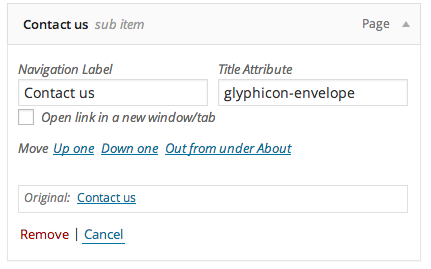 Contact us sub item Page
Navigation Label Title Attribute
Contact us glyphicon-envelope
Open link in a new window/tab
Move Up one Down one Out from under About
Original: Contact us
Remove | Cancel